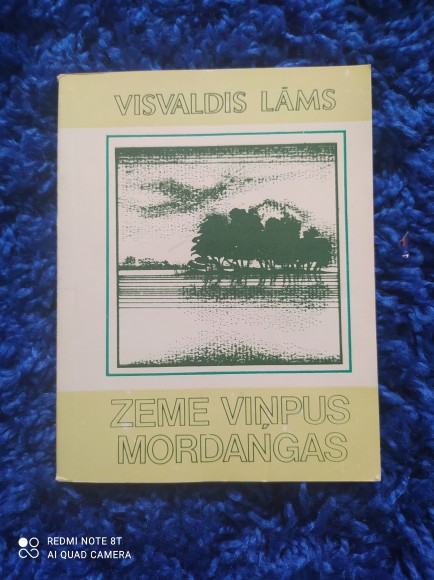 VISVALDIS LĀMS
ZEME VIŅPUS
MORDAŅGAS
REDMI NOTE 8T
AI QUAD CAMERA